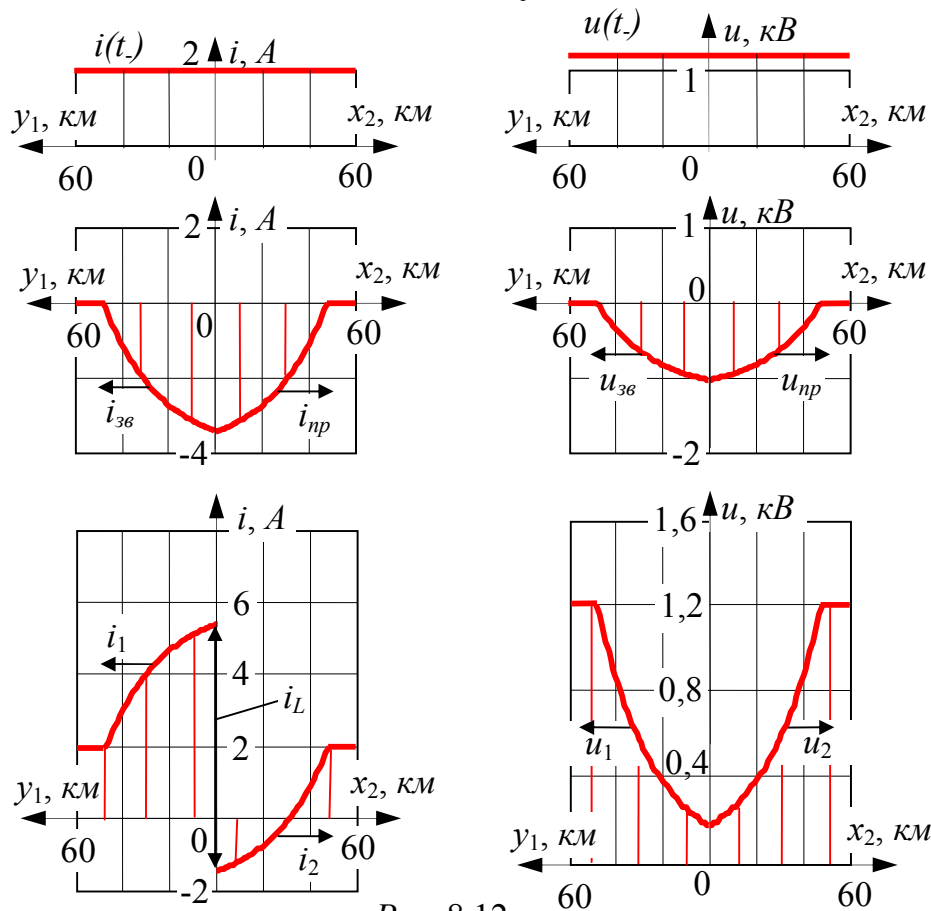 i(t-) 2 i, A
y1, км x2, км
60 0 60
u(t-) u, кВ
1
y1, км x2, км
60 0 60
2 i, A
y1, км x2, км
60 0 60
iзв iпр
-4
1 u, кВ
y1, км 0 x2, км
60 60
uзв uпр
-2
i, A
6
i1
4 iL
2
y1, км x2, км
60 0 i2 60
-2
1,6 u, кВ
1,2
0,8
u1 u2
0,4
y1, км x2, км
60 0 60